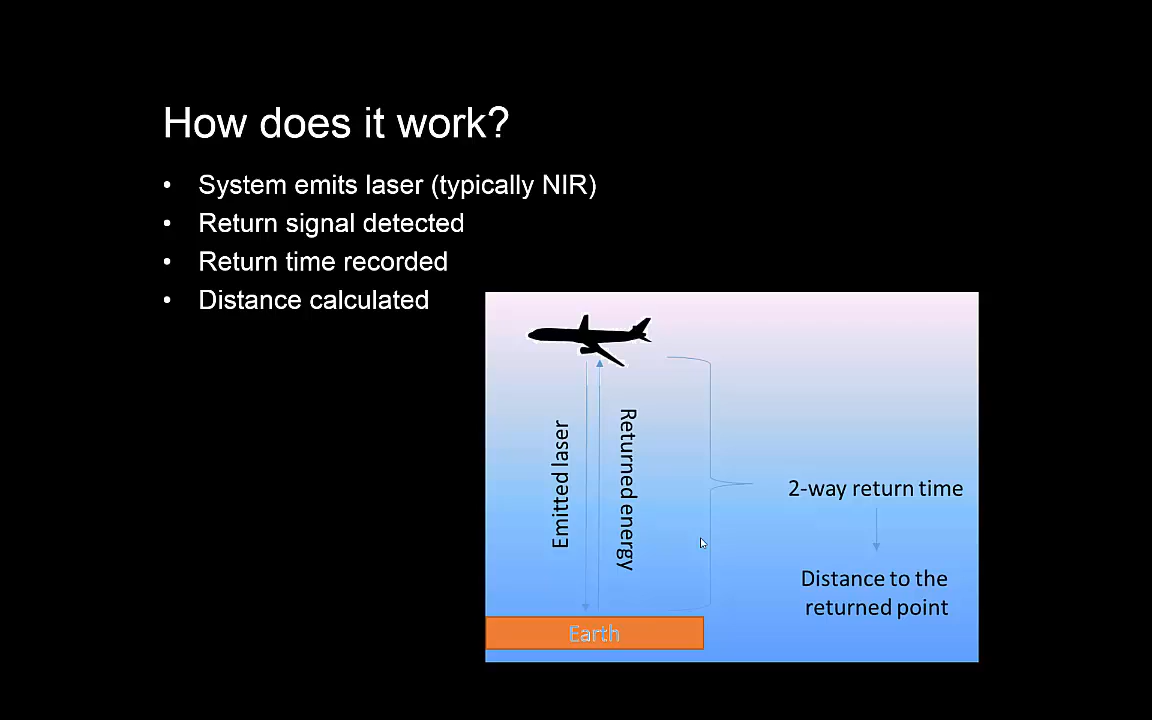 How does it work?
• System emits laser (typically NIR)
• Return signal detected
• Return time recorded
• Distance calculated
Emitted laser
Returned energy
2-way return time
Distance to the
returned point
Earth